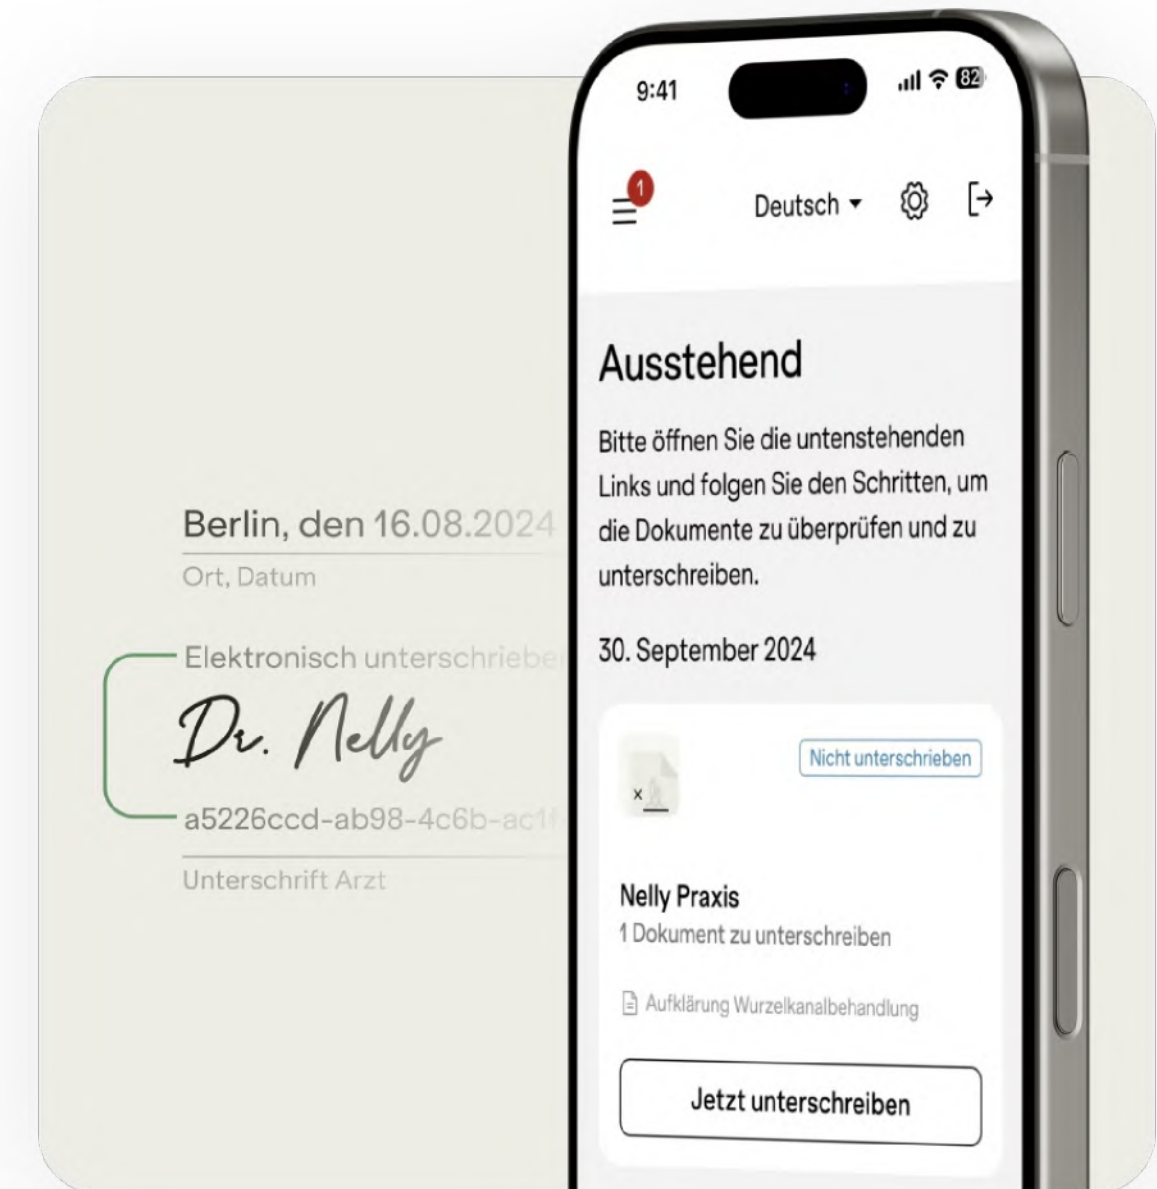 Berlin, den 16.08.2024
Ort, Datum
Elektronisch unterschrieben
Dr. Nelly
a5226ccd-ab98-4c6b-ac1f
Unterschrift Arzt
9:41
82
1
Deutsch
Ausstehend
Bitte öffnen Sie die untenstehenden
Links und folgen Sie den Schritten, um
die Dokumente zu überprüfen und zu
unterschreiben.
30. September 2024
Nicht unterschrieben
x
Nelly Praxis
1 Dokument zu unterschreiben
Aufklärung Wurzelkanalbehandlung
Jetzt unterschreiben